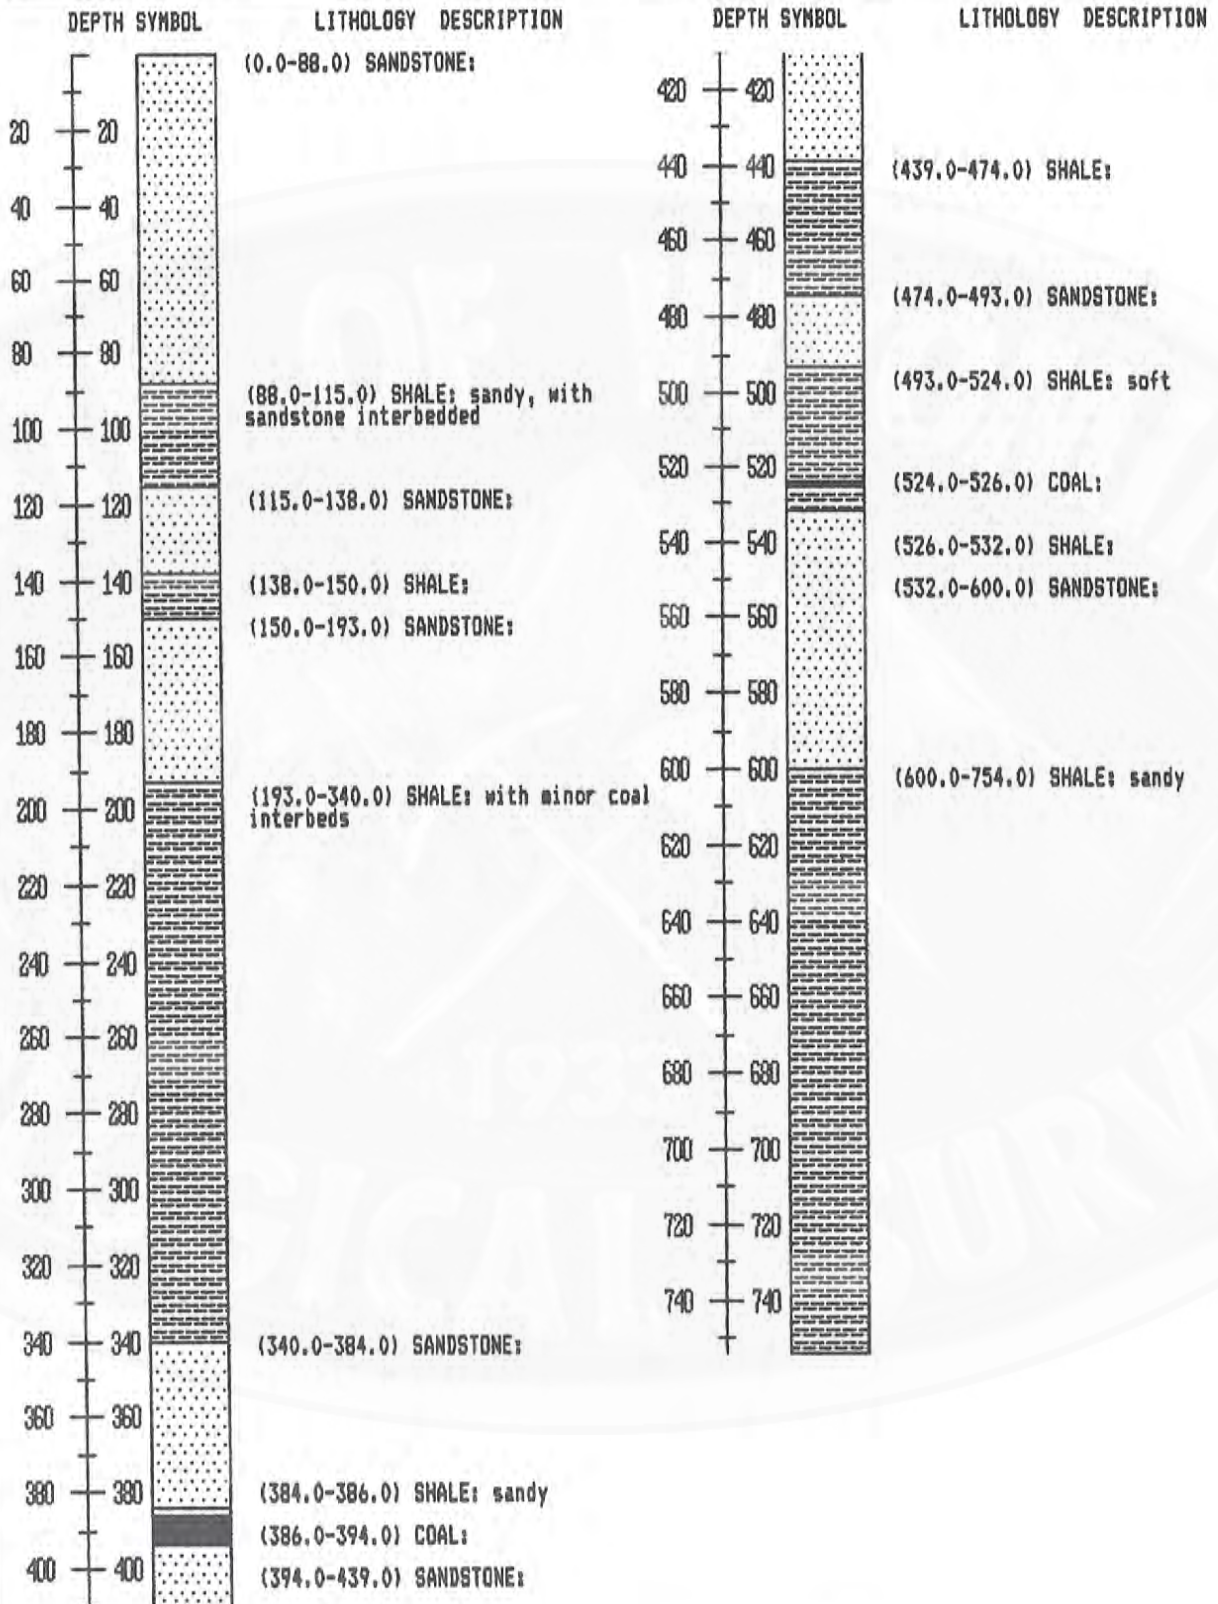 DEPTH SYMBOL LITHOLOGY DESCRIPTION
(0.0-88.0) SANDSTONE:
20 20
40 40
60 60
80 80
(88.0-115.0) SHALE: sandy, with
sandstone interbedded
100 100
(115.0-138.0) SANDSTONE:
120 120
140 140 (138.0-150.0) SHALE:
(150.0-193.0) SANDSTONE:
160 160
180 180
(193.0-340.0) SHALE: with minor coal
interbeds
200 200
220 220
240 240
260 260
280 280
300 300
320 320
340 340 (340.0-384.0) SANDSTONE:
360 360
380 380 (384.0-386.0) SHALE: sandy
(386.0-394.0) COAL:
400 400 (394.0-439.0) SANDSTONE:
DEPTH SYMBOL LITHOLOGY DESCRIPTION
420 420
440 440 (439.0-474.0) SHALE:
460 460
(474.0-493.0) SANDSTONE:
480 480
(493.0-524.0) SHALE: soft
500 500
520 520
(524.0-526.0) COAL:
540 540 (526.0-532.0) SHALE:
(532.0-600.0) SANDSTONE:
560 560
580 580
600 600 (600.0-754.0) SHALE: sandy
620 620
640 640
660 660
680 680
700 700
720 720
740 740
OF
193
GICAL SURV